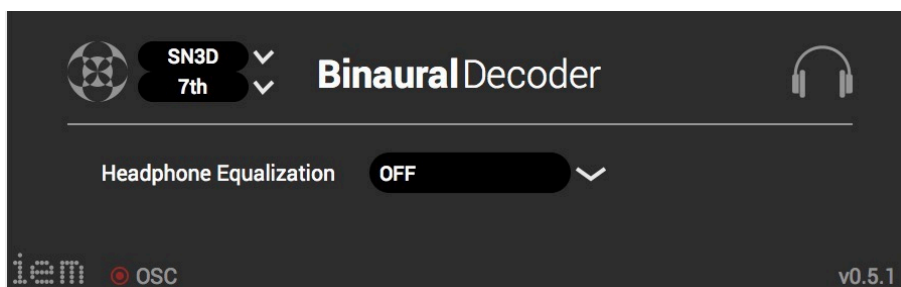 SN3D
7th
BinauralDecoder
Headphone Equalization OFF
iem OSC v0.5.1